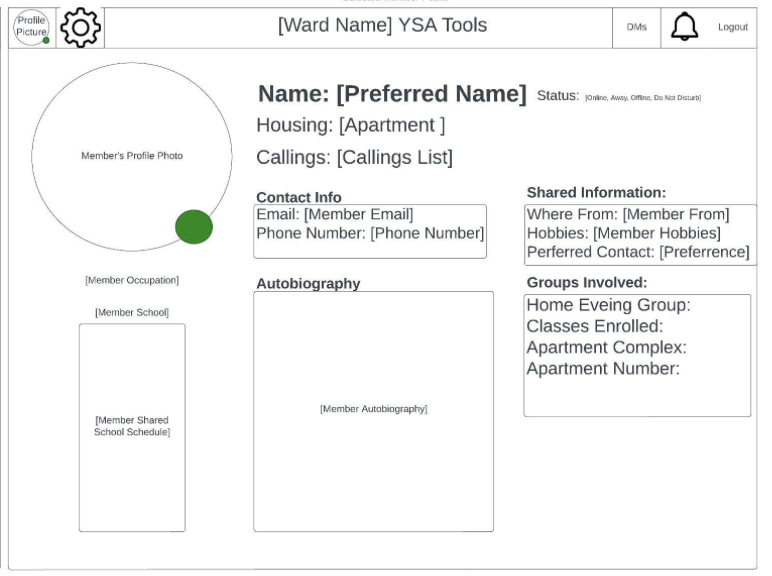 Profile
Picture
[Ward Name] YSA Tools
DMs
Logout
Member's Profile Photo
Name: [Preferred Name]
Status: [Online, Away, Offline, Do Not Disturb]
Housing: [Apartment ]
Callings: [Callings List]
Contact Info
Email: [Member Email]
Phone Number: [Phone Number]
Shared Information:
Where From: [Member From]
Hobbies: [Member Hobbies]
Perferred Contact: [Preferrence]
[Member Occupation]
[Member School]
[Member Shared
School Schedule]
Autobiography
[Member Autobiography]
Groups Involved:
Home Eveing Group:
Classes Enrolled:
Apartment Complex:
Apartment Number: